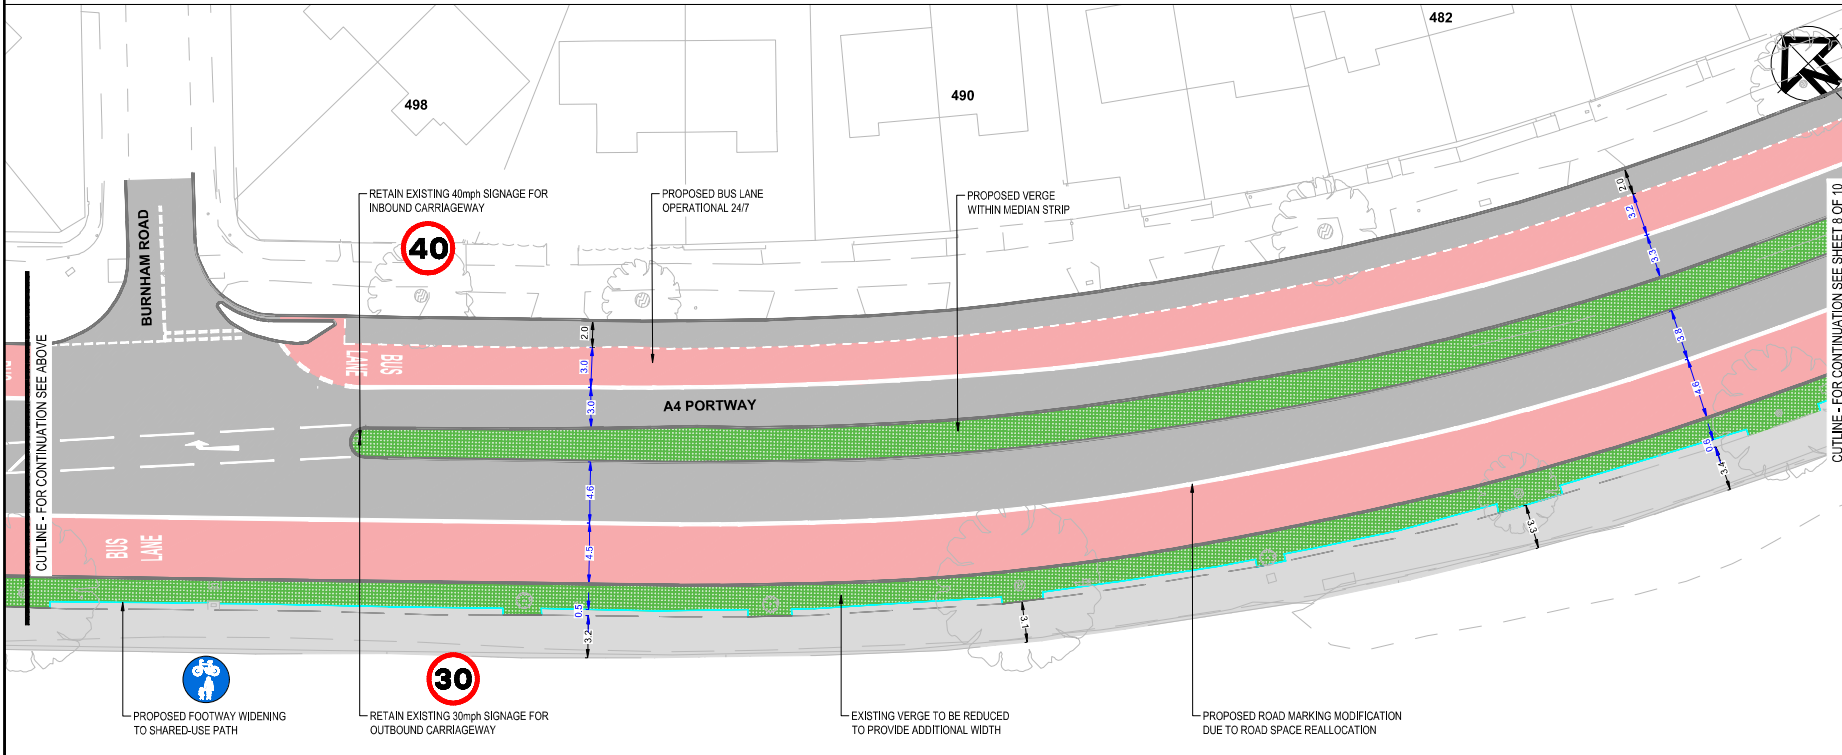 482
498
490
RETAIN EXISTING 40mph SIGNAGE FOR
INBOUND CARRIAGEWAY
40
PROPOSED BUS LANE
OPERATIONAL 24/7
PROPOSED VERGE
WITHIN MEDIAN STRIP
BURNHAM ROAD
CUTLINE - FOR CONTINUATION SEE ABOVE
CUTLINE - FOR CONTINUATION SEE SHEET 8 OF 10
BUS
LANE
A4 PORTWAY
2.0
3.0
3.0
4.6
4.5
0.5
3.2
2.0
3.2
3.3
3.8
4.6
0.6
3.4
3.3
3.1
BUS
LANE
30
PROPOSED FOOTWAY WIDENING
TO SHARED-USE PATH
RETAIN EXISTING 30mph SIGNAGE FOR
OUTBOUND CARRIAGEWAY
EXISTING VERGE TO BE REDUCED
TO PROVIDE ADDITIONAL WIDTH
PROPOSED ROAD MARKING MODIFICATION
DUE TO ROAD SPACE REALLOCATION